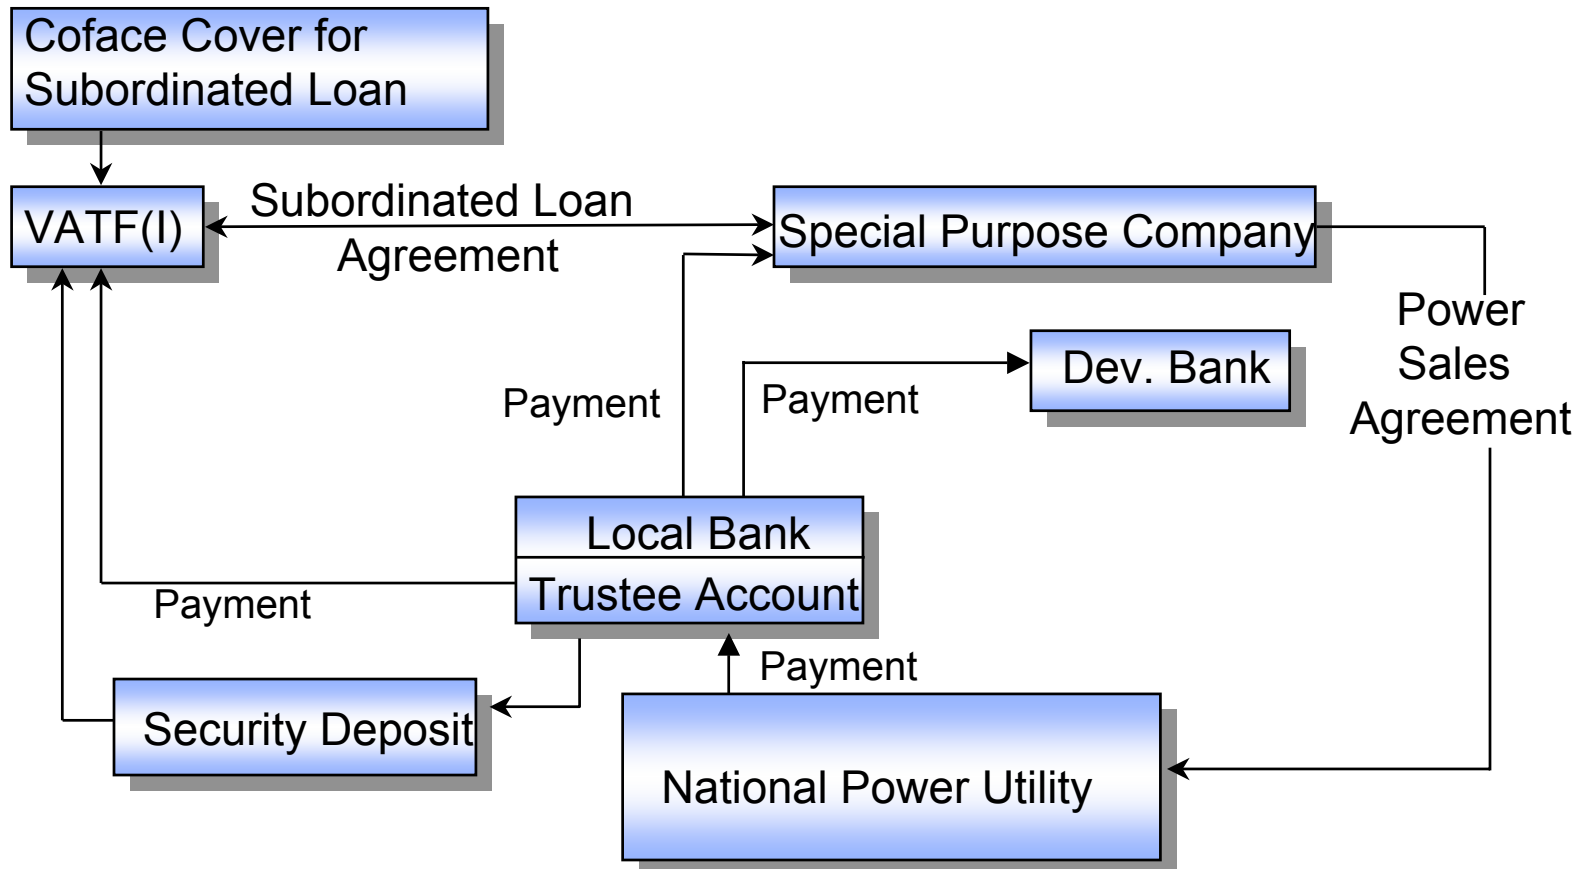 Coface Cover for
Subordinated Loan
VATF(I)
Subordinated Loan
Agreement
Special Purpose Company
Power
Sales
Agreement
Dev. Bank
Payment
Payment
Local Bank
Trustee Account
Payment
Payment
Security Deposit
National Power Utility